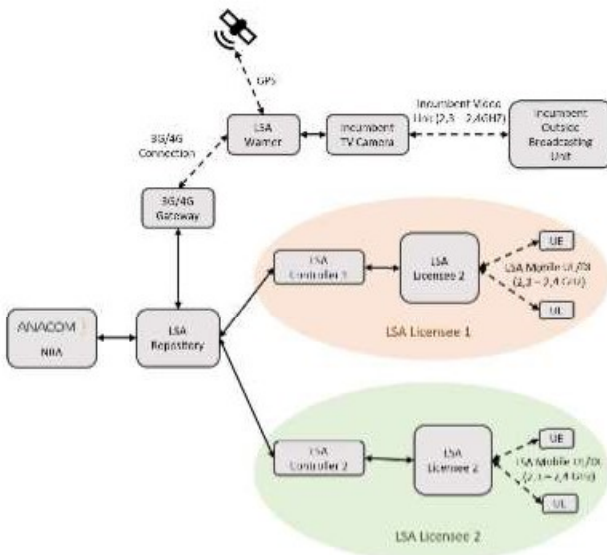 GPS
Incumbent Video
Link (2,3 – 2,4GHZ)
3G/4G
Connection
LSA
Warner
Incumbent
TV Camera
Incumbent
Outside
Broadcasting
Unit
3G/4G
Gateway
LSA
Controller 1
LSA
Licensee 2
UE
LSA Mobile UL/DL
(2,3 – 2,4 GHz)
LSA Licensee 1
ANACOM
NRA
LSA
Repository
LSA
Controller 2
LSA
Licensee 2
UE
LSA Mobile UL/DL
(2,3 – 2,4 GHz)
LSA Licensee 2